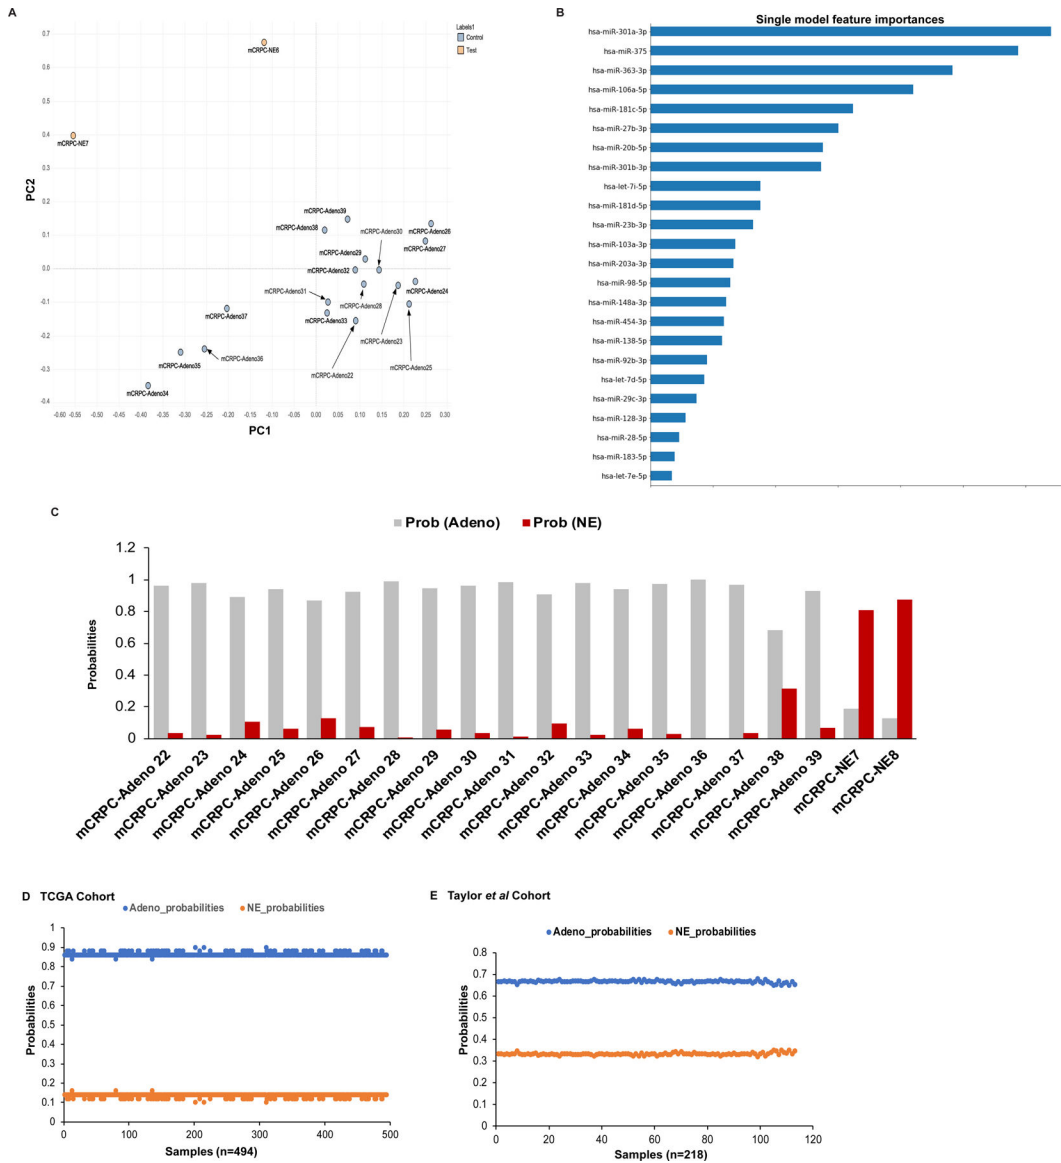 A
Labels1
Control
Test
0.7
0.6
0.5
0.4
0.3
0.2
0.1
0.0
-0.1
-0.2
-0.3
-0.4
PC2
mCRPC-NE6
mCRPC-NE7
mCRPC-Adeno39
mCRPC-Adeno38
mCRPC-Adeno30
mCRPC-Adeno26
mCRPC-Adeno27
mCRPC-Adeno29
mCRPC-Adeno32
mCRPC-Adeno24
mCRPC-Adeno31
mCRPC-Adeno28
mCRPC-Adeno37
mCRPC-Adeno33
mCRPC-Adeno23
mCRPC-Adeno36
mCRPC-Adeno35
mCRPC-Adeno25
mCRPC-Adeno22
mCRPC-Adeno34
-0.60 -0.55 -0.50 -0.45 -0.40 -0.35 -0.30 -0.25 -0.20 -0.15 -0.10 -0.05 0.00 0.05 0.10 0.15 0.20 0.25 0.30
PC1
B
Single model feature importances
hsa-miR-301a-3p
hsa-miR-375
hsa-miR-363-3p
hsa-miR-106a-5p
hsa-miR-181c-5p
hsa-miR-27b-3p
hsa-miR-20b-5p
hsa-miR-301b-3p
hsa-let-7i-5p
hsa-miR-181d-5p
hsa-miR-23b-3p
hsa-miR-103a-3p
hsa-miR-203a-3p
hsa-miR-98-5p
hsa-miR-148a-3p
hsa-miR-454-3p
hsa-miR-138-5p
hsa-miR-92b-3p
hsa-let-7d-5p
hsa-miR-29c-3p
hsa-miR-128-3p
hsa-miR-28-5p
hsa-miR-183-5p
hsa-let-7e-5p
C
Prob (Adeno) Prob (NE)
1.2
1
0.8
0.6
0.4
0.2
0
Probabilities
mCRPC-Adeno 22
mCRPC-Adeno 23
mCRPC-Adeno 24
mCRPC-Adeno 25
mCRPC-Adeno 26
mCRPC-Adeno 27
mCRPC-Adeno 28
mCRPC-Adeno 29
mCRPC-Adeno 30
mCRPC-Adeno 31
mCRPC-Adeno 32
mCRPC-Adeno 33
mCRPC-Adeno 34
mCRPC-Adeno 35
mCRPC-Adeno 36
mCRPC-Adeno 37
mCRPC-Adeno 38
mCRPC-Adeno 39
mCRPC-NE7
mCRPC-NE8
D TCGA Cohort
Adeno_probabilities NE_probabilities
1
0.9
0.8
0.7
0.6
0.5
0.4
0.3
0.2
0.1
0
Probabilities
0 100 200 300 400 500
Samples (n=494)
E Taylor et al Cohort
Adeno_probabilities NE_probabilities
0.8
0.7
0.6
0.5
0.4
0.3
0.2
0.1
0
Probabilities
0 20 40 60 80 100 120
Samples (n=218)